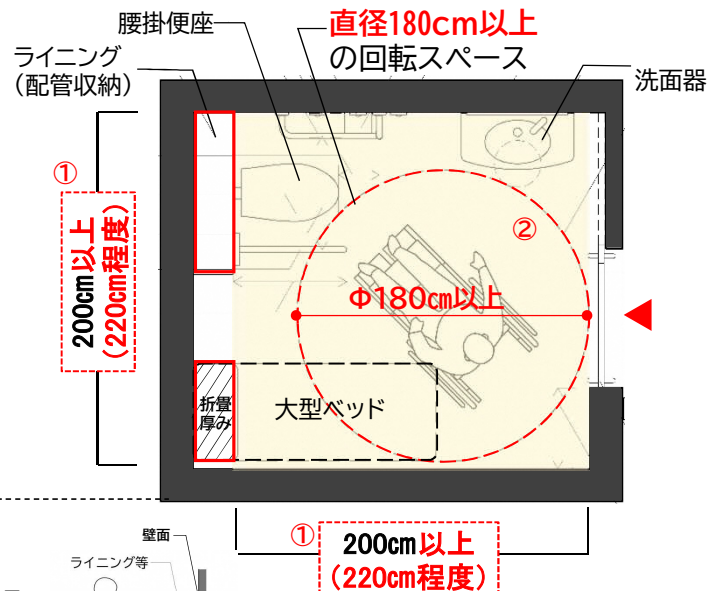 腰掛便座
直径180cm以上
の回転スペース
ライニング
（配管収納）
洗面器
①
200cm以上
（220cm程度）
②
Φ180㎝以上
折畳
厚み
大型ベッド
①
200cm以上
（220cm程度）
壁面
ライニング等